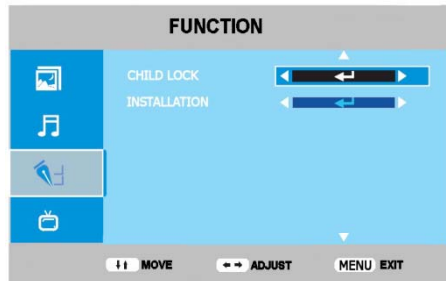 FUNCTION
CHILD LOCK
INSTALLATION
MOVE
ADJUST
MENU EXIT